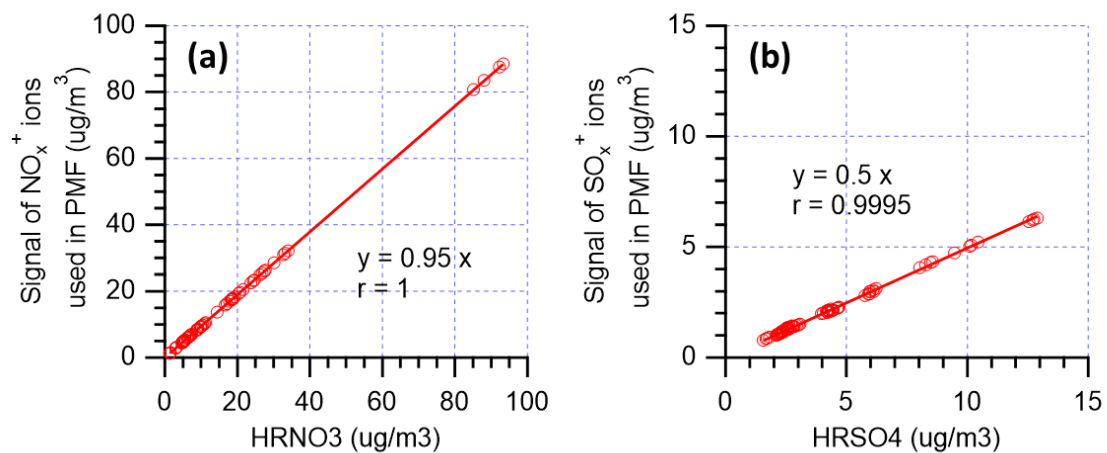 (a)
Signal of NOₓ⁺ ions
used in PMF (ug/m³)
100
80
60
40
20
0
y = 0.95 x
r = 1
0 20 40 60 80 100
HRNO3 (ug/m3)
(b)
Signal of SOₓ⁺ ions
used in PMF (ug/m³)
15
10
5
0
y = 0.5 x
r = 0.9995
0 5 10 15
HRSO4 (ug/m3)